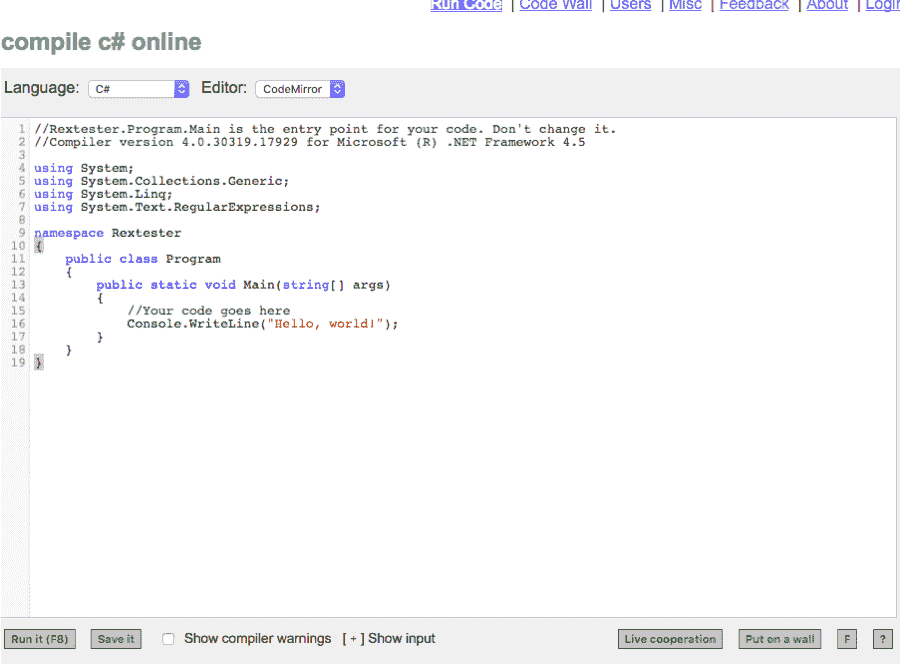 Run Code | Code Wall | Users | Misc | Feedback | About | Login
compile c# online
Language: C# Editor: CodeMirror
1 //Rextester.Program.Main is the entry point for your code. Don't change it.
2 //Compiler version 4.0.30319.17929 for Microsoft (R) .NET Framework 4.5
3
4 using System;
5 using System.Collections.Generic;
6 using System.Linq;
7 using System.Text.RegularExpressions;
8
9 namespace Rextester
10 {
11     public class Program
12     {
13         public static void Main(string[] args)
14         {
15             //Your code goes here
16             Console.WriteLine("Hello, world!");
17         }
18     }
19 }
Run it (F8) Save it Show compiler warnings [ + ] Show input Live cooperation Put on a wall F ?